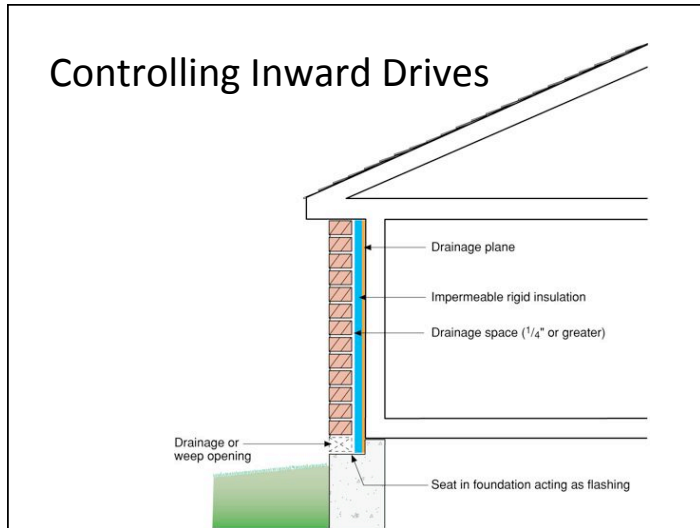 Controlling Inward Drives
Drainage plane
Impermeable rigid insulation
Drainage space (1/4" or greater)
Drainage or
weep opening
Seat in foundation acting as flashing